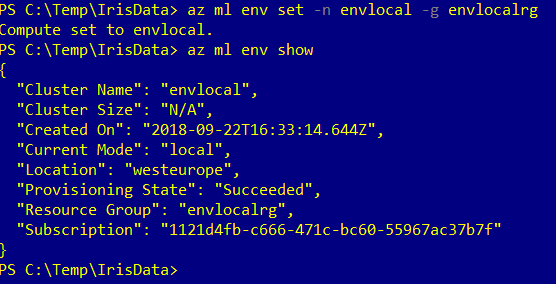 PS C:\Temp\IrisData> az ml env set -n envlocal -g envlocalrg
Compute set to envlocal.
PS C:\Temp\IrisData> az ml env show
{
  "Cluster Name": "envlocal",
  "Cluster Size": "N/A",
  "Created On": "2018-09-22T16:33:14.644Z",
  "Current Mode": "local",
  "Location": "westeurope",
  "Provisioning State": "Succeeded",
  "Resource Group": "envlocalrg",
  "Subscription": "1121d4fb-c666-471c-bc60-55967ac37b7f"
}
PS C:\Temp\IrisData>